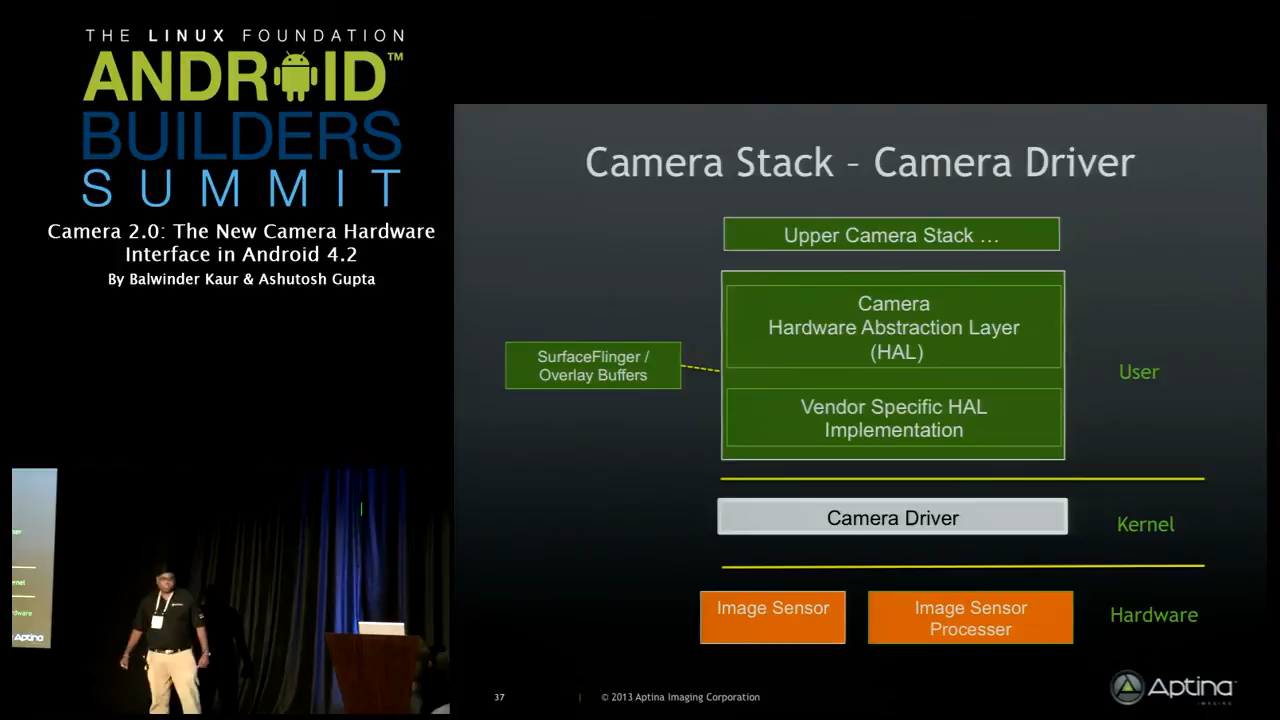 THE LINUX FOUNDATION
ANDROID™
BUILDERS
SUMMIT
Camera 2.0: The New Camera Hardware
Interface in Android 4.2
By Balwinder Kaur & Ashutosh Gupta
Camera Stack – Camera Driver
Upper Camera Stack …
Camera
Hardware Abstraction Layer
(HAL)
SurfaceFlinger /
Overlay Buffers
Vendor Specific HAL
Implementation
User
Camera Driver
Kernel
Image Sensor
Image Sensor
Processer
Hardware
37
© 2013 Aptina Imaging Corporation
Aptina
IMAGING
Aptina